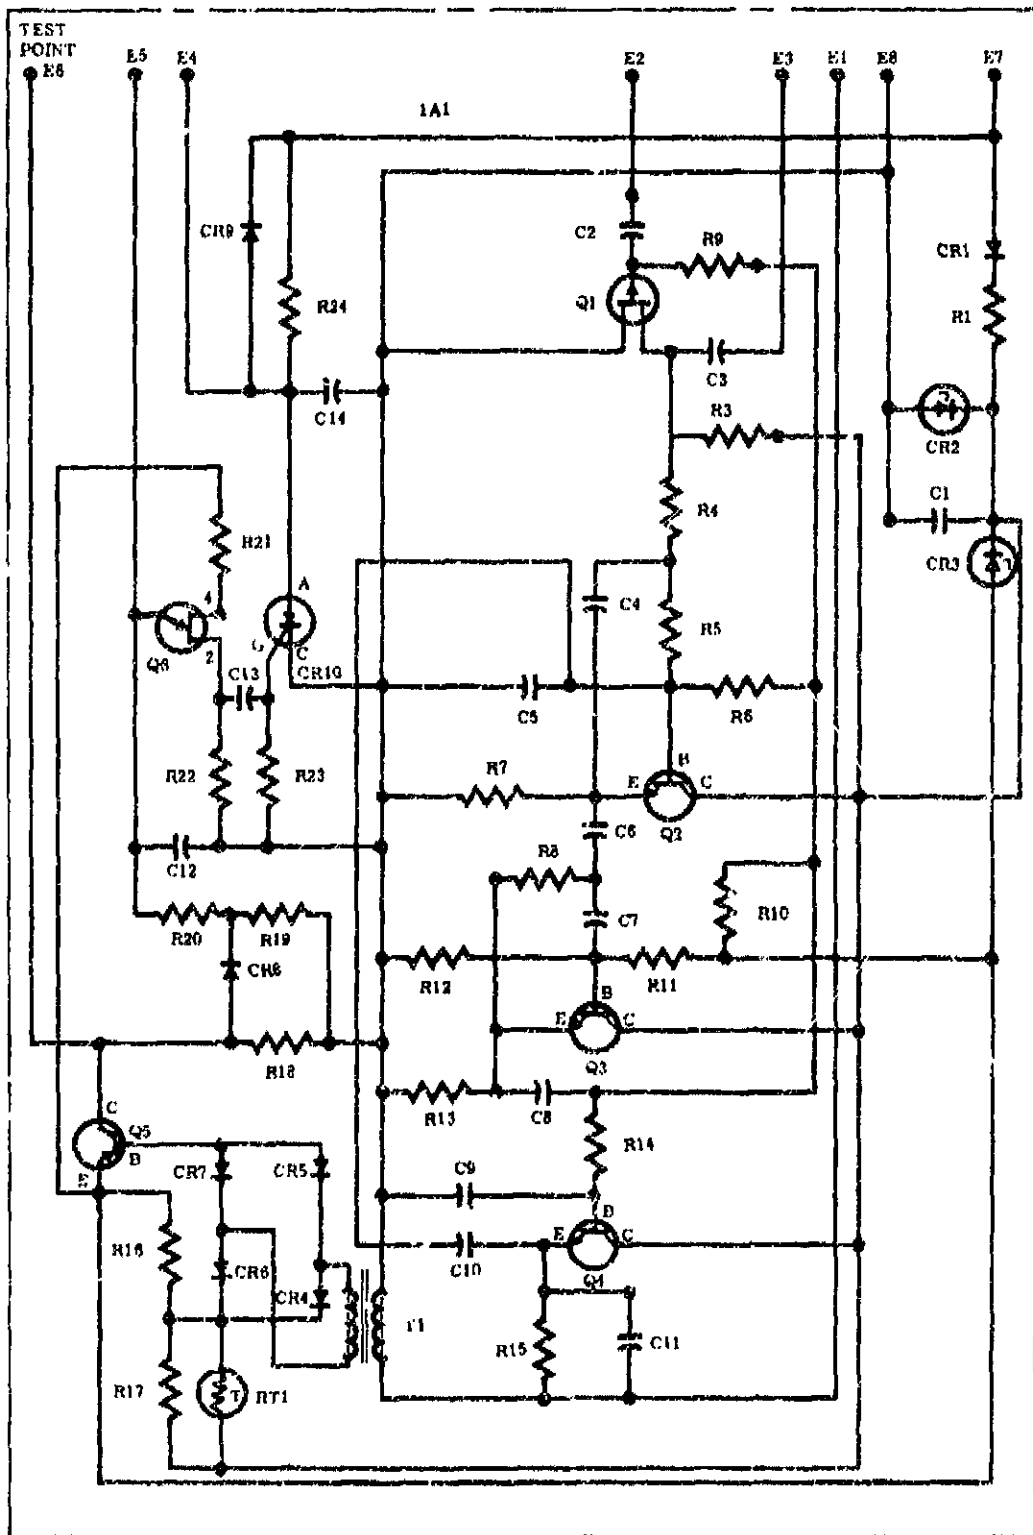 TEST
POINT
E6
E5
E4
E2
E3
E1
E8
E7
1A1
CR9
C2
R9
CR1
Q1
R24
R1
C3
C14
R3
CR2
C1
R4
R21
CR3
A
4
C4
G
R5
Q6
2
C
C13
CR10
C5
R6
B
R7
R22
R23
E
C
Q2
C6
C12
R8
C7
R10
R20
R19
CR8
R12
R11
B
E
C
Q3
R18
R13
C8
C
Q5
R14
B
CR7
CR5
C9
E
B
R16
E
C
C10
Q4
CR6
CR4
T1
R15
C11
R17
T
RT1